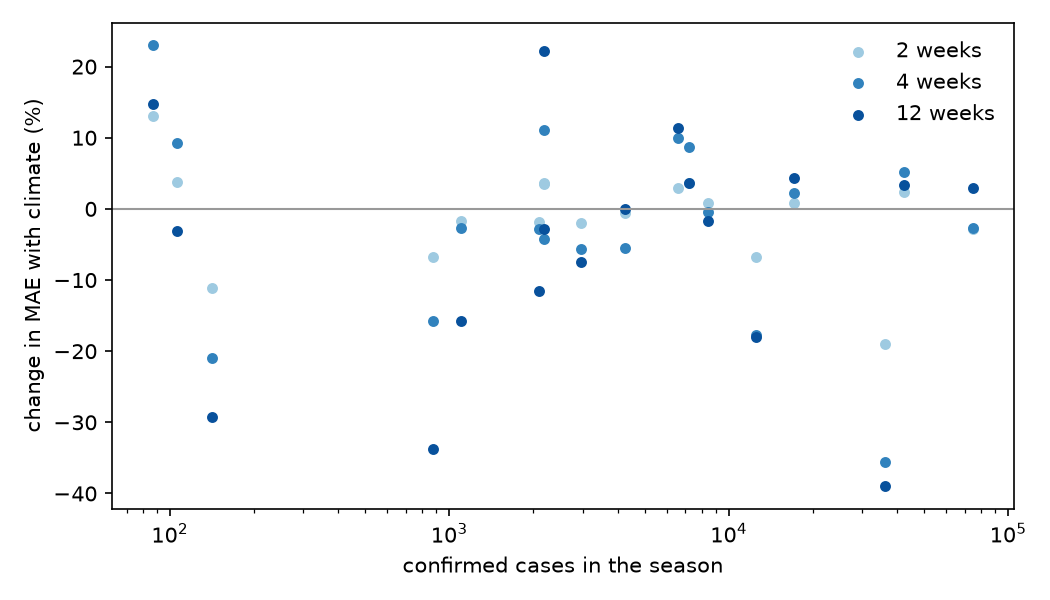 20
10
0
−10
−20
−30
−40
change in MAE with climate (%)
2 weeks
4 weeks
12 weeks
10²
10³
10⁴
10⁵
confirmed cases in the season